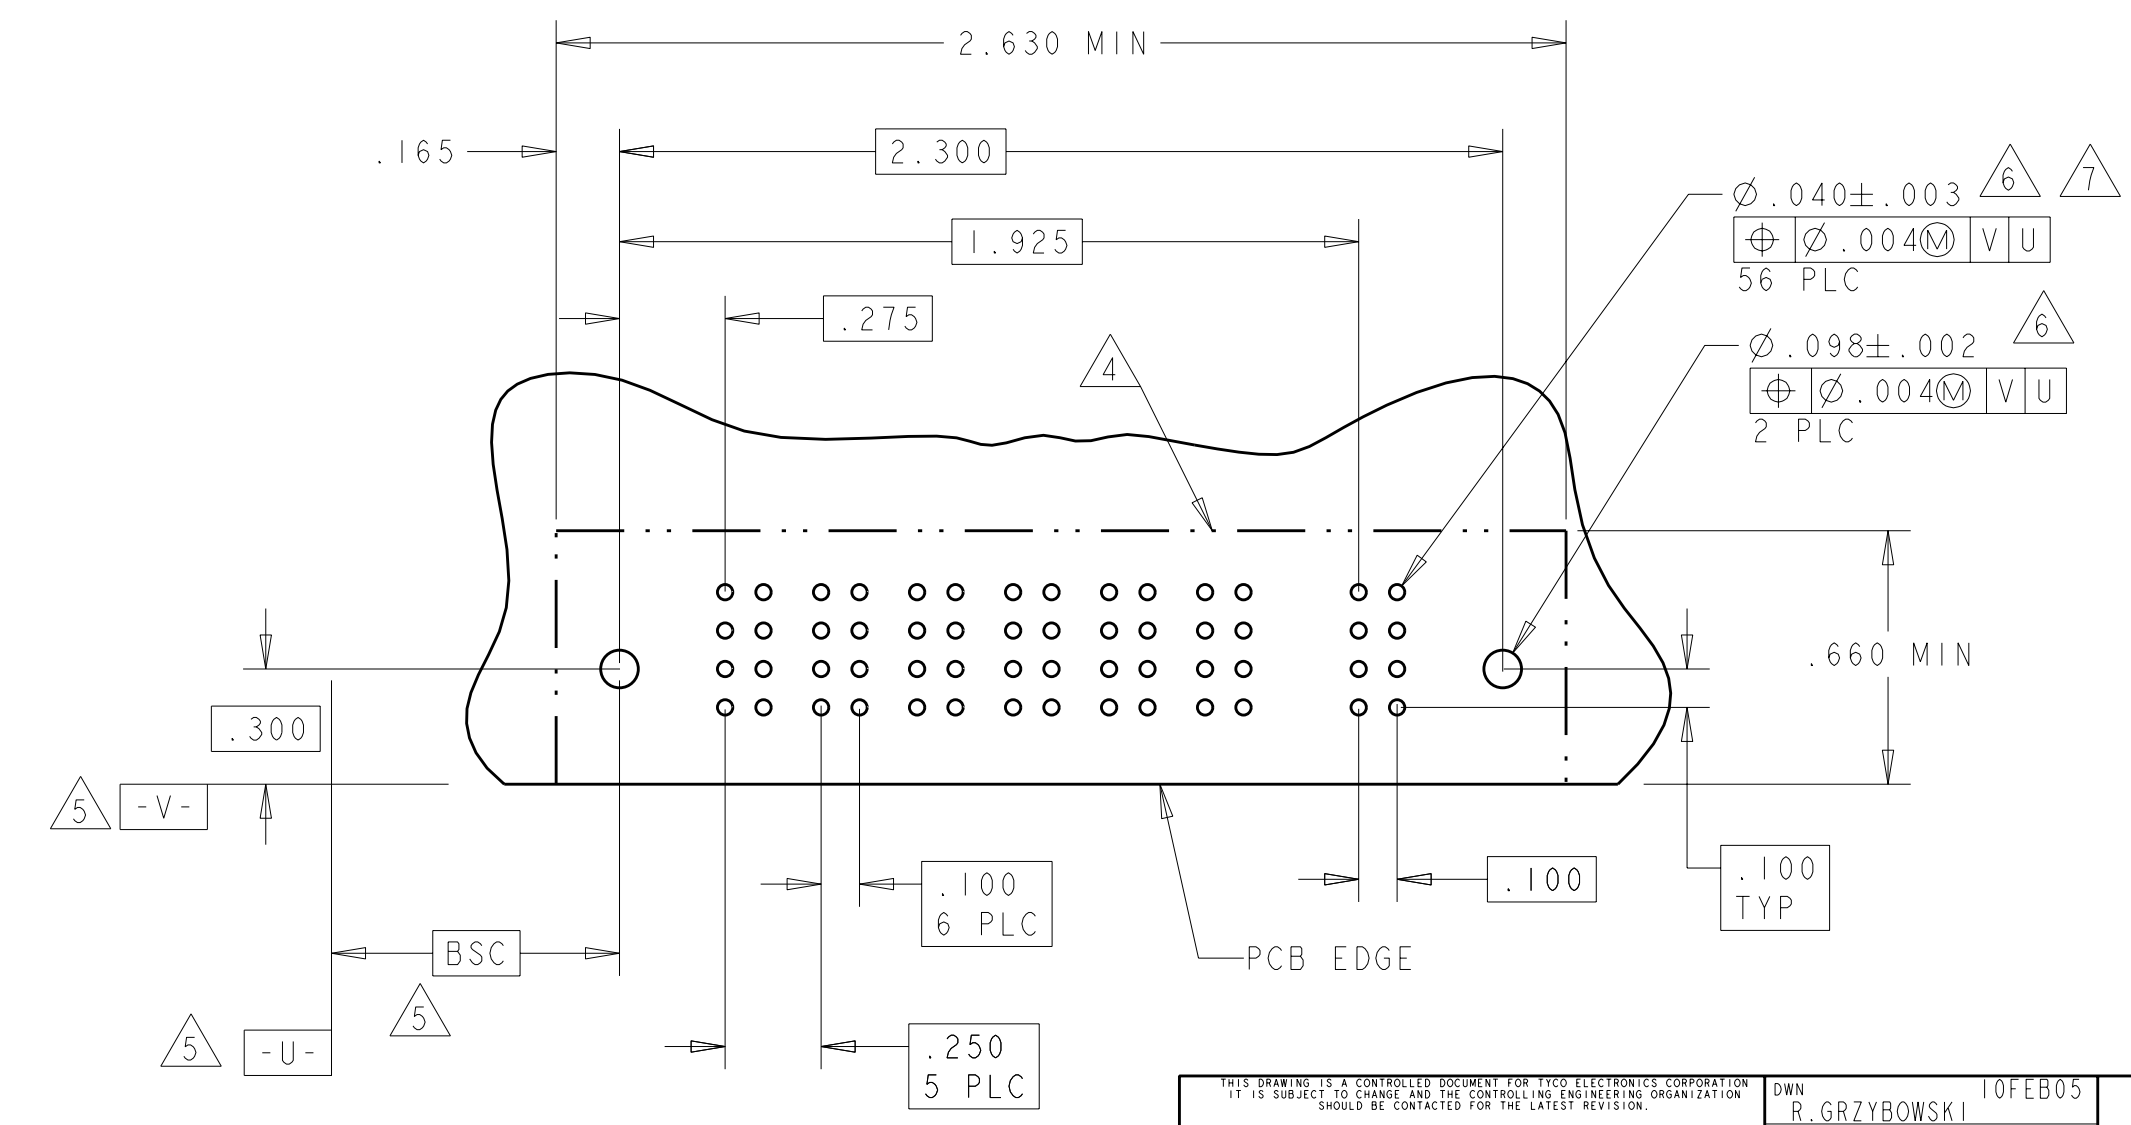 2.630 MIN
.165
2.300
6
7
Ø.040±.003
1.925
⌖ Ø.004Ⓜ V U
56 PLC
.275
6
4
Ø.098±.002
⌖ Ø.004Ⓜ V U
2 PLC
.660 MIN
.300
5
-V-
.100
6 PLC
.100
.100
TYP
BSC
PCB EDGE
5
5
-U-
.250
5 PLC
THIS DRAWING IS A CONTROLLED DOCUMENT FOR TYCO ELECTRONICS CORPORATION
IT IS SUBJECT TO CHANGE AND THE CONTROLLING ENGINEERING ORGANIZATION
SHOULD BE CONTACTED FOR THE LATEST REVISION.
DWN 10FEB05
R.GRZYBOWSKI